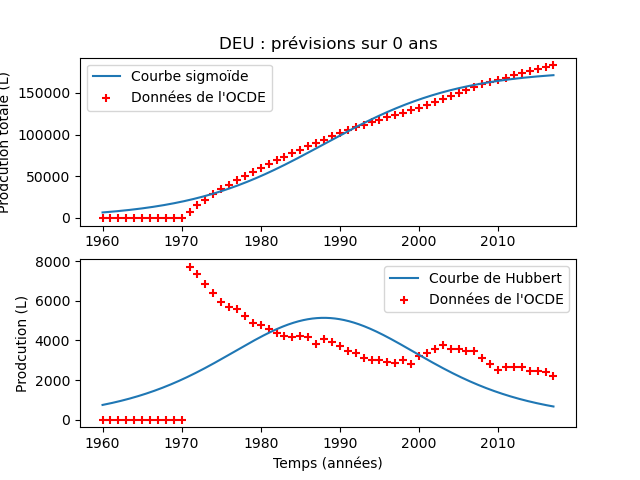 DEU : prévisions sur 0 ans
Prodcution totale (L)
150000
100000
50000
0
Courbe sigmoïde
Données de l'OCDE
1960 1970 1980 1990 2000 2010
Prodcution (L)
8000
6000
4000
2000
0
Courbe de Hubbert
Données de l'OCDE
1960 1970 1980 1990 2000 2010
Temps (années)